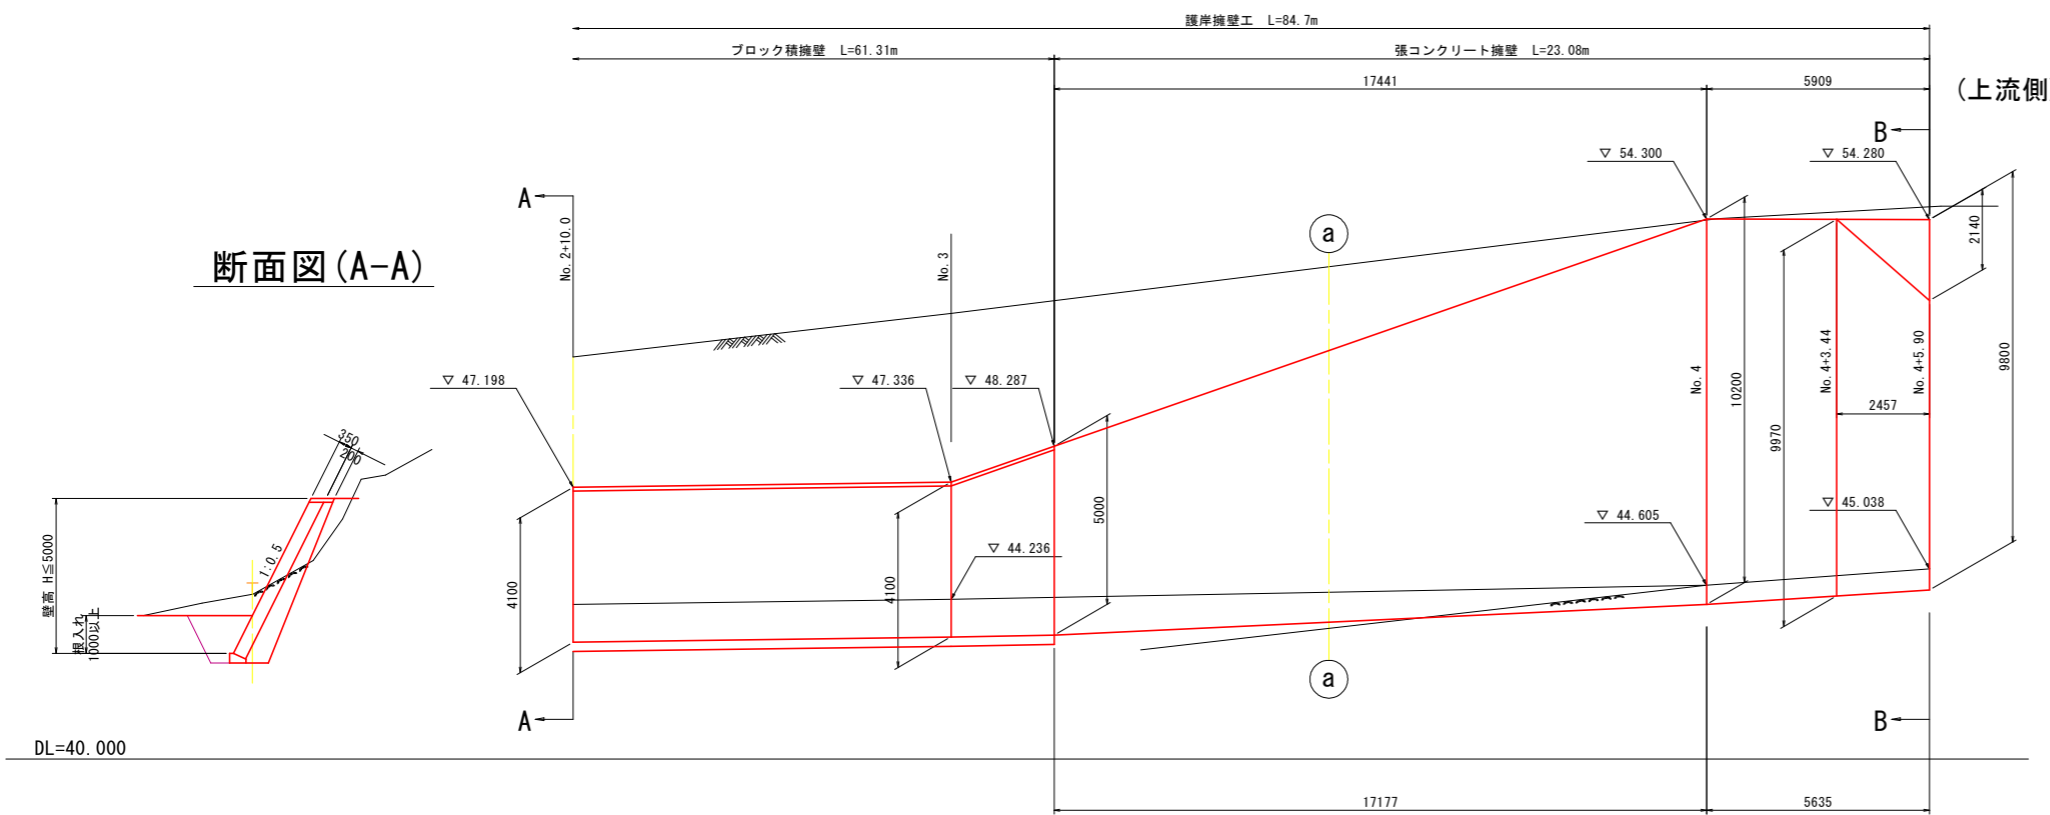 護岸擁壁工 L=84.7m
ブロック積擁壁 L=61.31m
張コンクリート擁壁 L=23.08m
17441
5909
(上流側
B
▽ 54.300
▽ 54.280
A
No.2+10.0
No.3
a
2140
断面図(A-A)
▽ 47.198
▽ 47.336
▽ 48.287
No.4
10200
No.4+3.44
No.4+5.90
9800
2457
9970
350
200
1:0.5
壁高 H≦5000
根入れ
1000以上
4100
4100
5000
▽ 44.236
▽ 44.605
▽ 45.038
a
A
B
DL=40.000
17177
5635